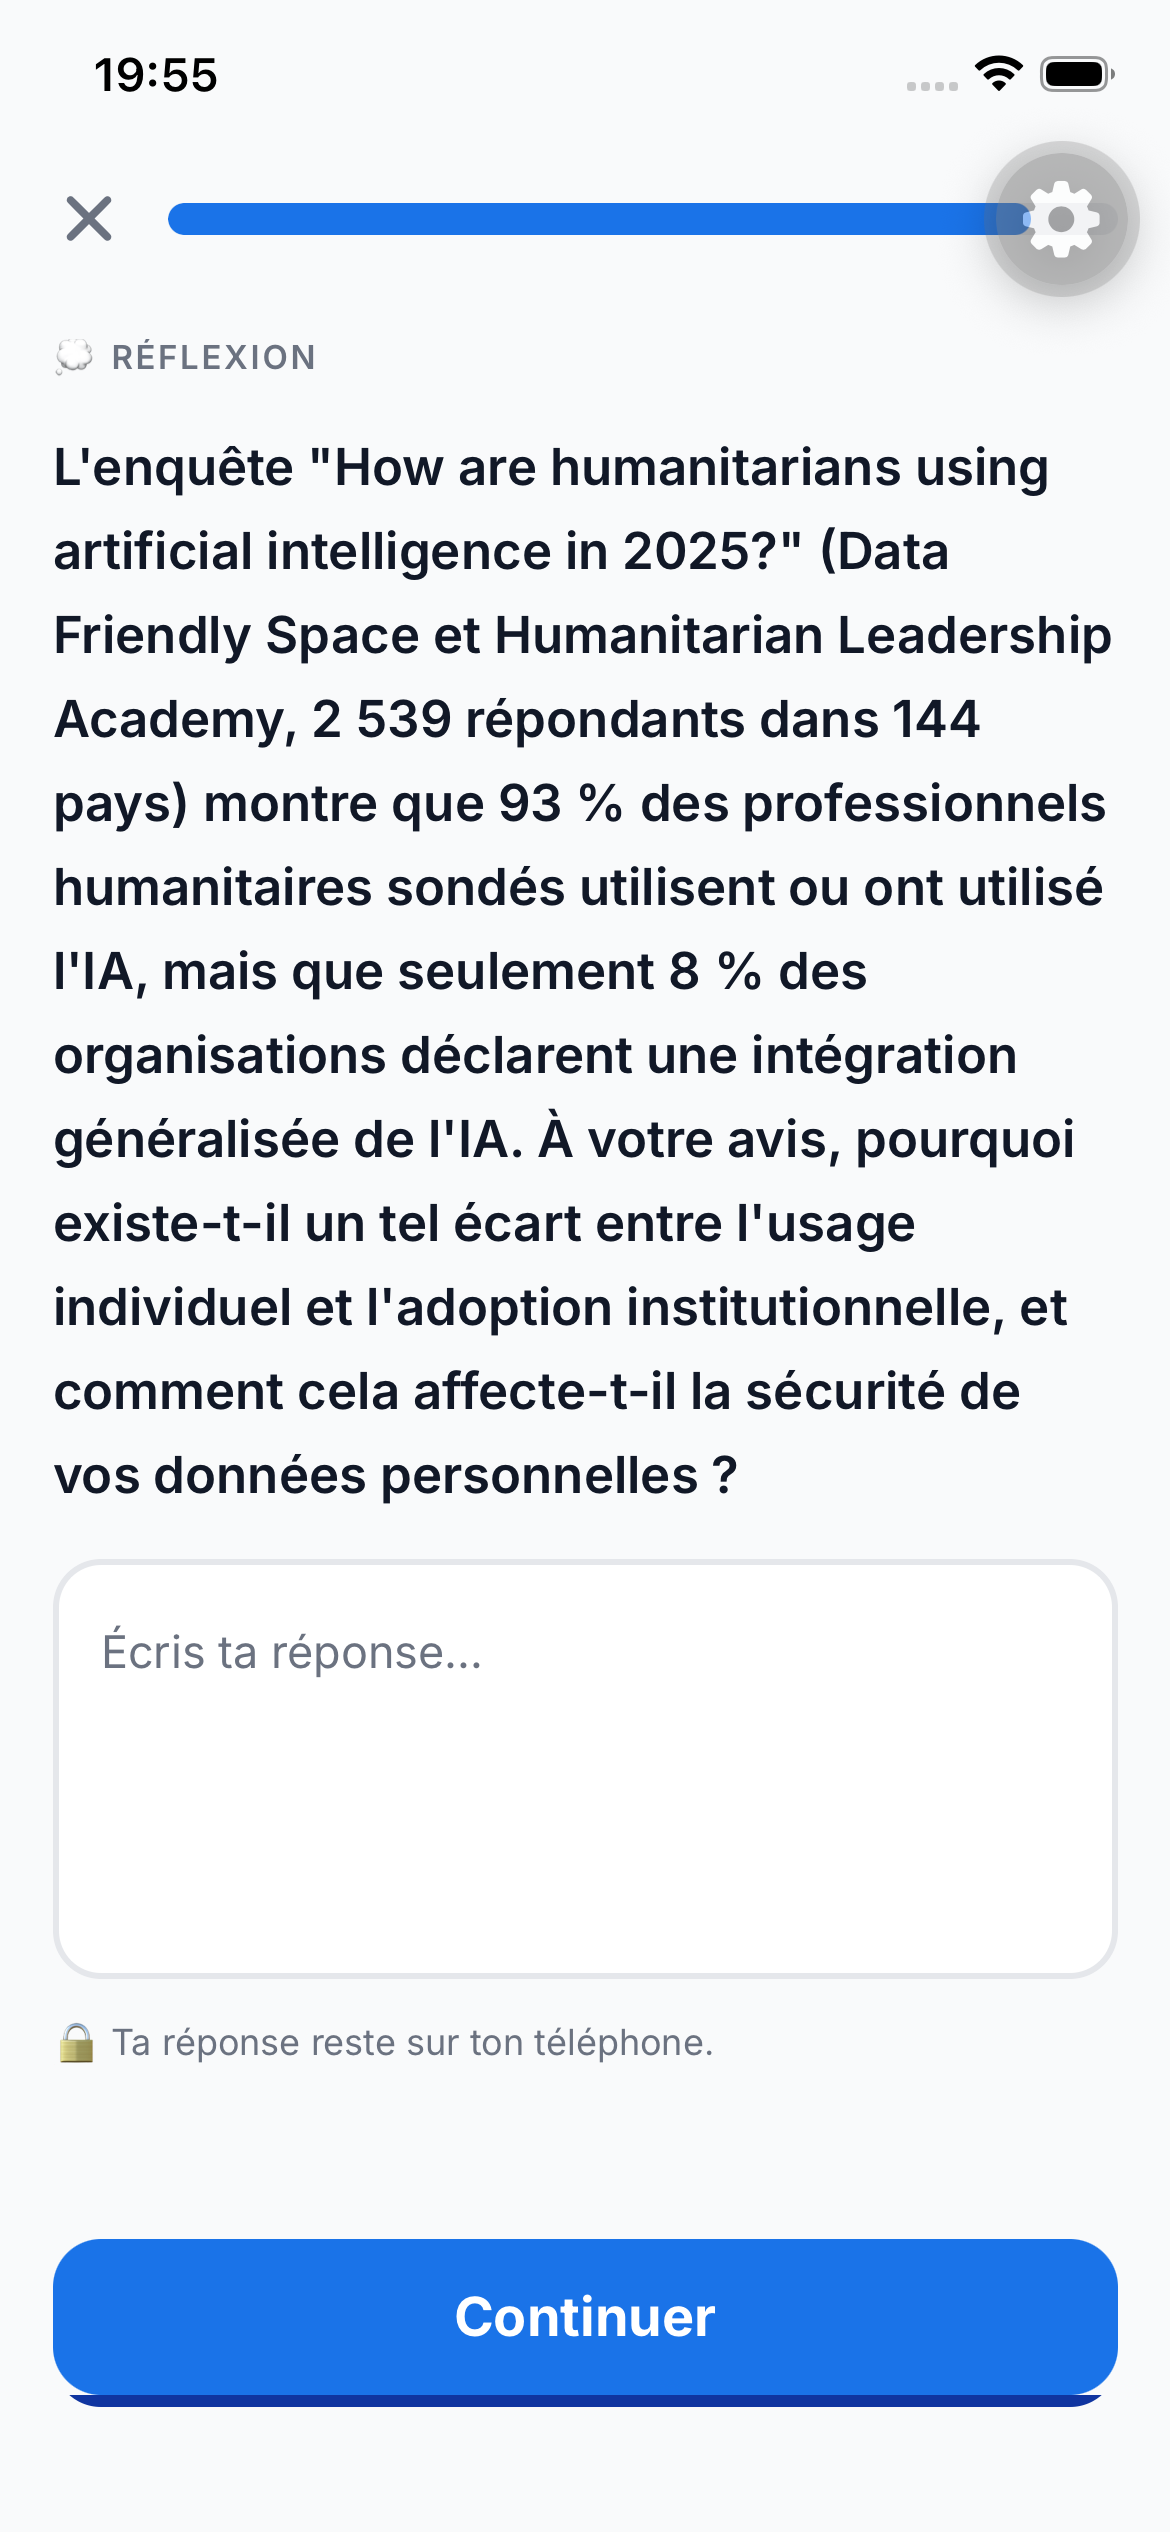 19:55
RÉFLEXION
L'enquête "How are humanitarians using
artificial intelligence in 2025?" (Data
Friendly Space et Humanitarian Leadership
Academy, 2 539 répondants dans 144
pays) montre que 93 % des professionnels
humanitaires sondés utilisent ou ont utilisé
l'IA, mais que seulement 8 % des
organisations déclarent une intégration
généralisée de l'IA. À votre avis, pourquoi
existe-t-il un tel écart entre l'usage
individuel et l'adoption institutionnelle, et
comment cela affecte-t-il la sécurité de
vos données personnelles ?
Écris ta réponse...
Ta réponse reste sur ton téléphone.
Continuer